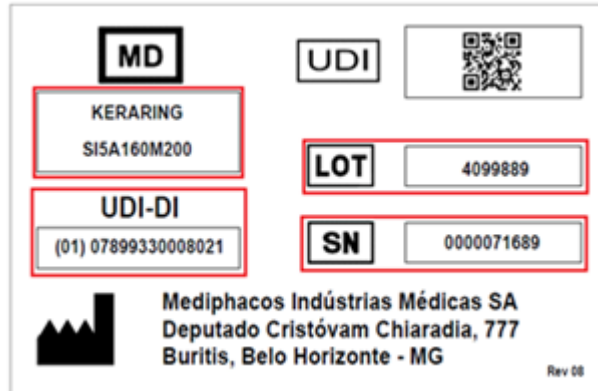 MD
UDI
KERARING
SI5A160M200
LOT
4099889
UDI-DI
(01) 07899330008021
SN
0000071689
Mediphacos Indústrias Médicas SA
Deputado Cristóvam Chiaradia, 777
Buritis, Belo Horizonte - MG
Rev 08